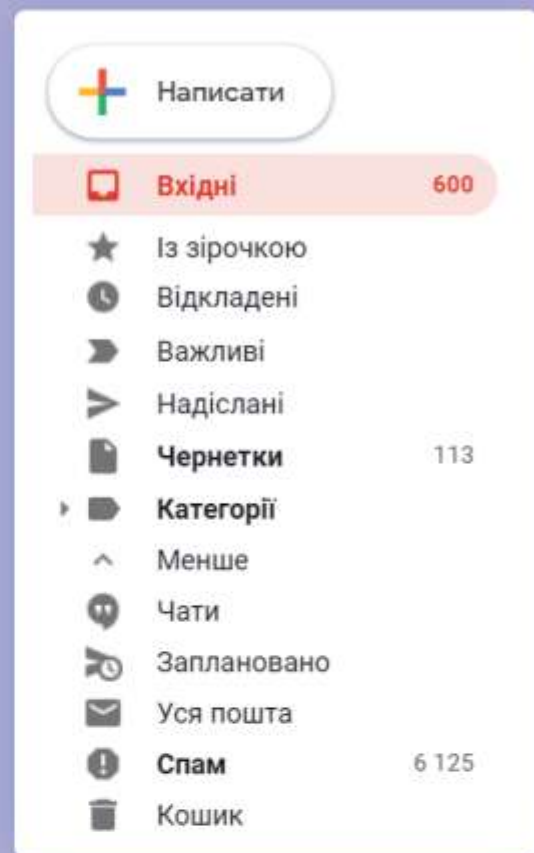 Написати
Вхідні 600
Із зірочкою
Відкладені
Важливі
Надіслані
Чернетки 113
Категорії
Менше
Чати
Заплановано
Уся пошта
Спам 6 125
Кошик